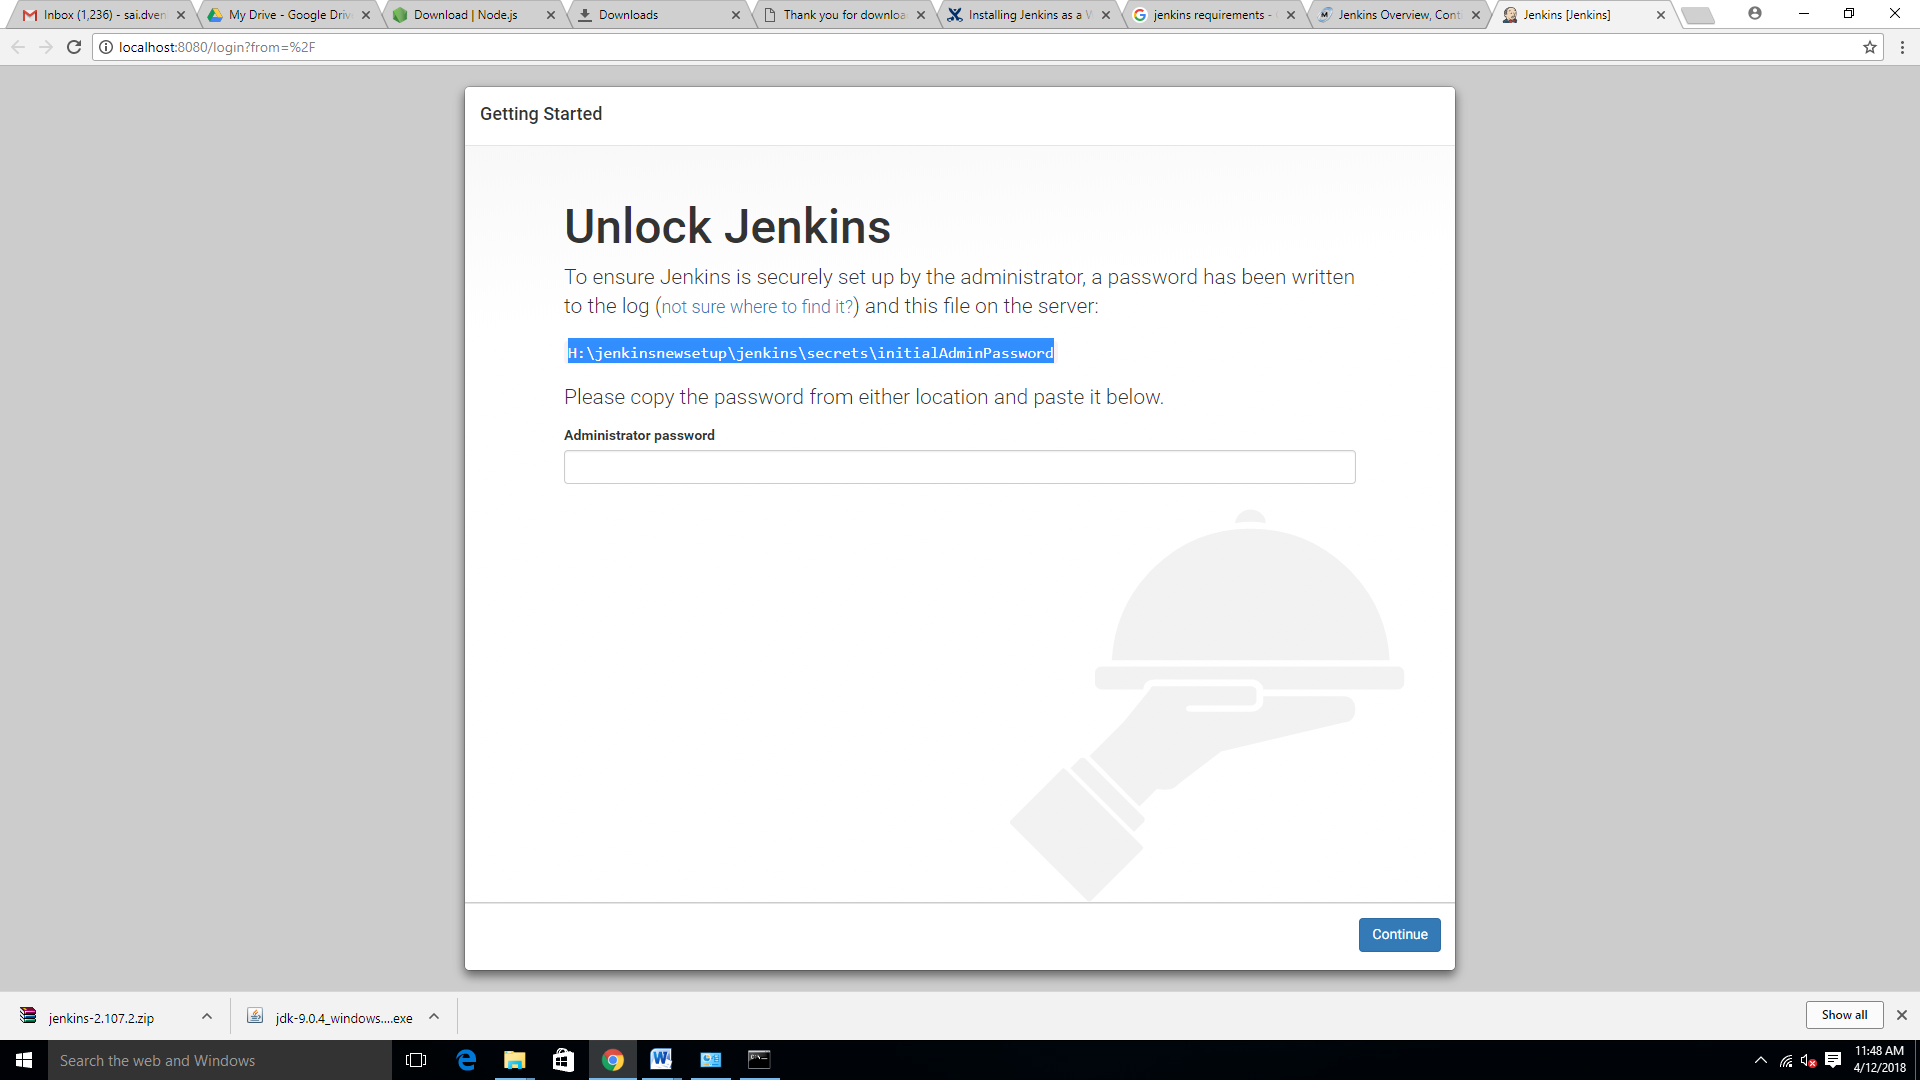 Inbox (1,236) - sai.dven
My Drive - Google Driv
Download | Node.js
Downloads
Thank you for downloa
Installing Jenkins as a W
jenkins requirements -
Jenkins Overview, Cont
Jenkins [Jenkins]
localhost:8080/login?from=%2F
Getting Started
Unlock Jenkins
To ensure Jenkins is securely set up by the administrator, a password has been written
to the log (not sure where to find it?) and this file on the server:
H:\jenkinsnewsetup\jenkins\secrets\initialAdminPassword
Please copy the password from either location and paste it below.
Administrator password
Continue
jenkins-2.107.2.zip
jdk-9.0.4_windows....exe
Show all
Search the web and Windows
11:48 AM
4/12/2018